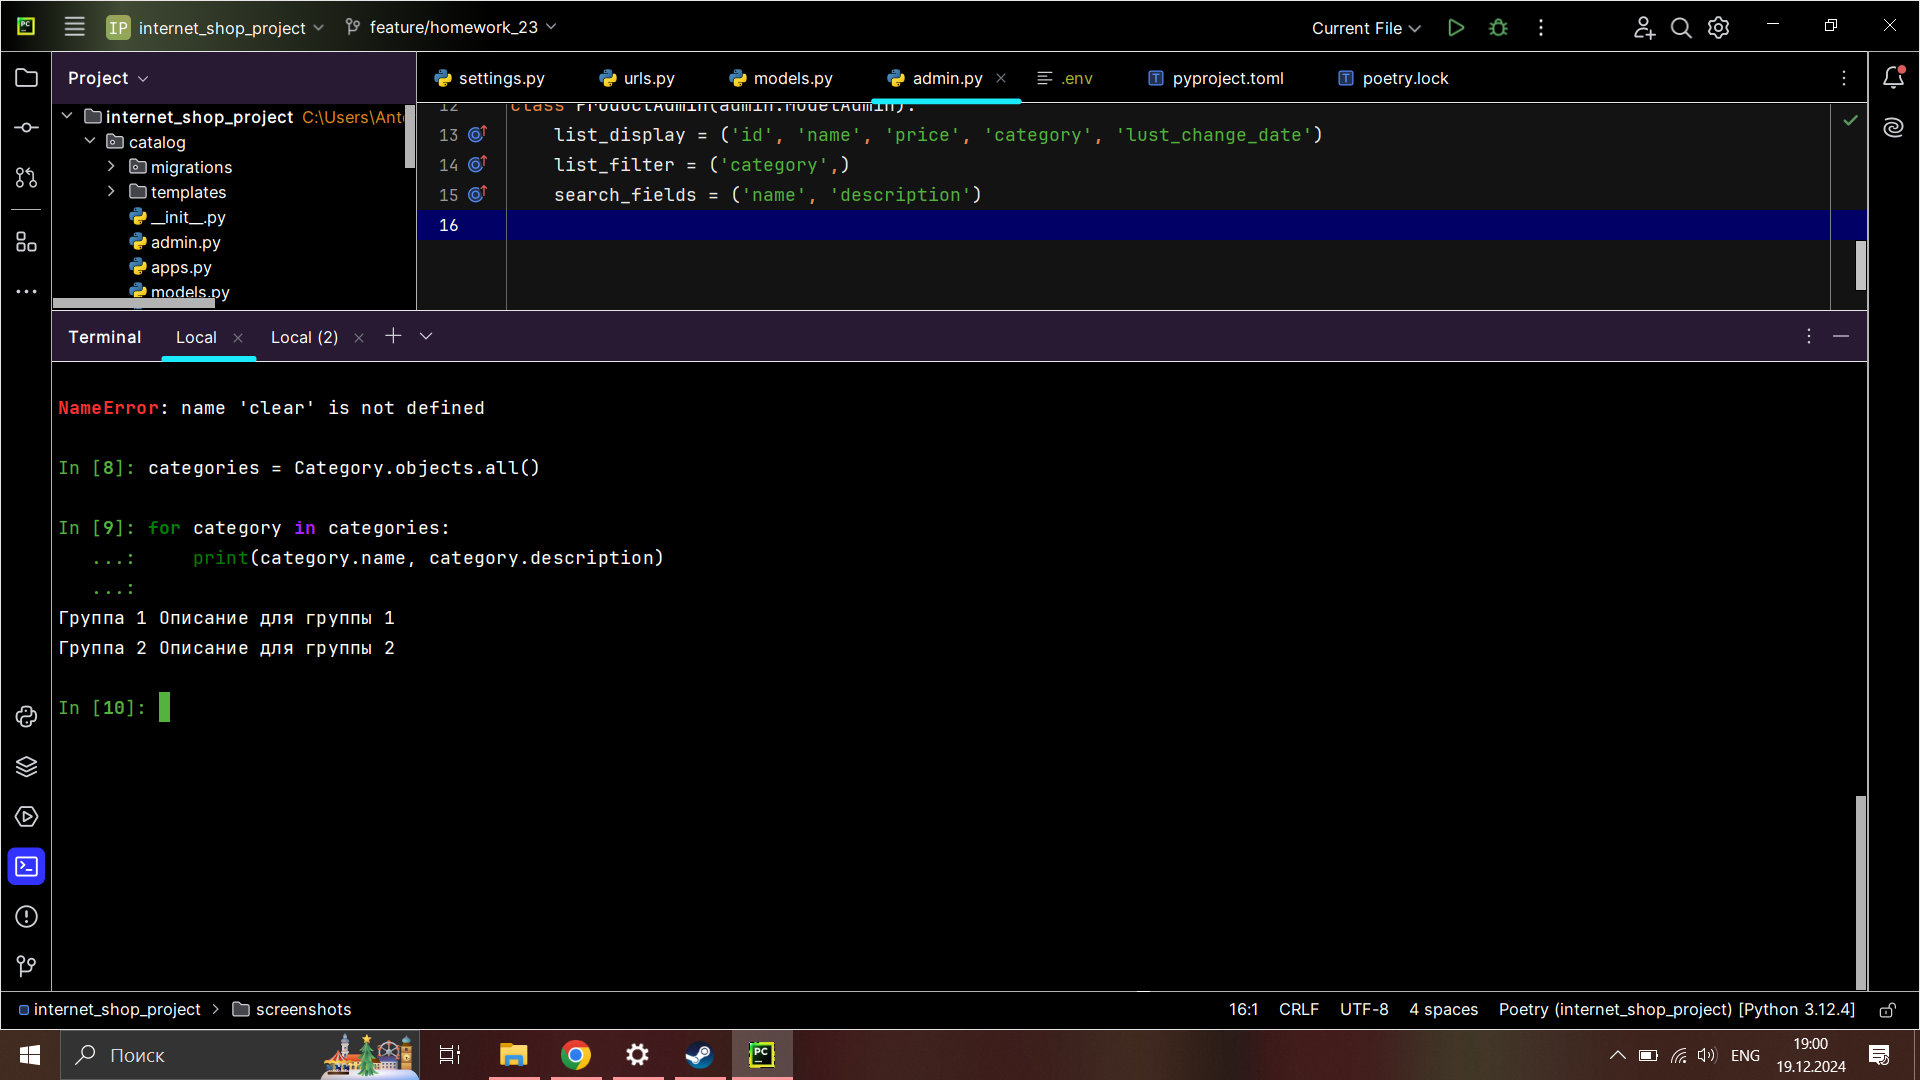 PC IP internet_shop_project feature/homework_23 Current File
Project
settings.py urls.py models.py admin.py .env pyproject.toml poetry.lock
internet_shop_project C:\Users\Ant
catalog
migrations
templates
__init__.py
admin.py
apps.py
models.py
12 class ProductAdmin(admin.ModelAdmin):
13 list_display = ('id', 'name', 'price', 'category', 'lust_change_date')
14 list_filter = ('category',)
15 search_fields = ('name', 'description')
16
Terminal Local Local (2)
NameError: name 'clear' is not defined
In [8]: categories = Category.objects.all()
In [9]: for category in categories:
...: print(category.name, category.description)
...:
Группа 1 Описание для группы 1
Группа 2 Описание для группы 2
In [10]:
internet_shop_project screenshots 16:1 CRLF UTF-8 4 spaces Poetry (internet_shop_project) [Python 3.12.4]
Поиск PC ENG 19:00
19.12.2024